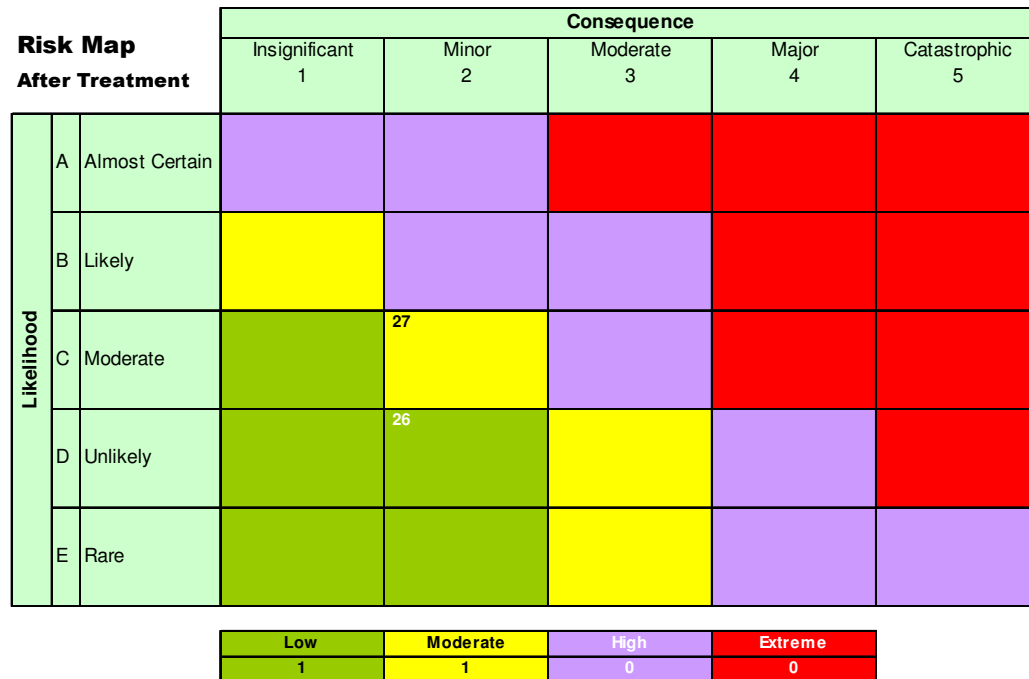 Risk Map
After Treatment
Consequence
Insignificant Minor Moderate Major Catastrophic
1 2 3 4 5
Likelihood
A Almost Certain
B Likely
27
C Moderate
26
D Unlikely
E Rare
Low Moderate High Extreme
1 1 0 0